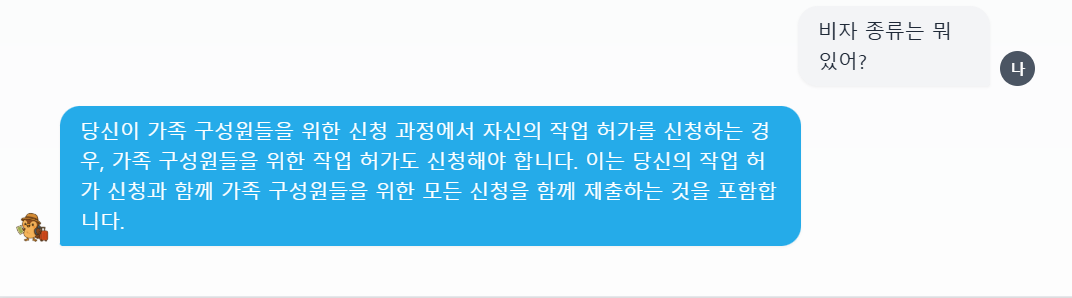 비자 종류는 뭐
있어?
나
당신이 가족 구성원들을 위한 신청 과정에서 자신의 작업 허가를 신청하는 경
우, 가족 구성원들을 위한 작업 허가도 신청해야 합니다. 이는 당신의 작업 허
가 신청과 함께 가족 구성원들을 위한 모든 신청을 함께 제출하는 것을 포함합
니다.